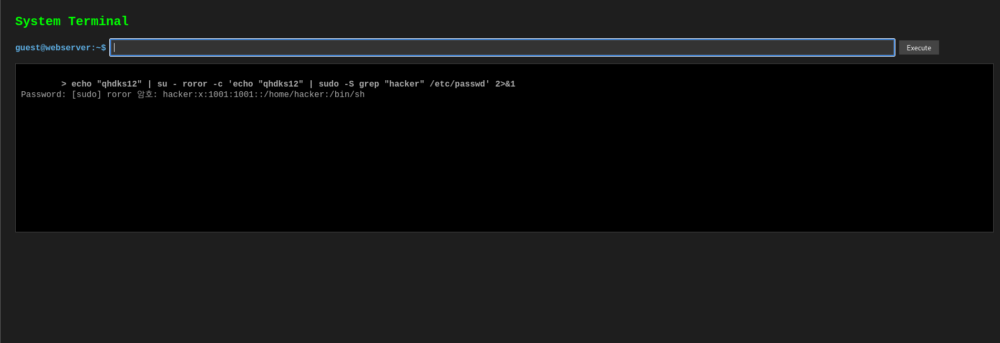 System Terminal
guest@webserver:~$ Execute
> echo "qhdks12" | su - roror -c 'echo "qhdks12" | sudo -S grep "hacker" /etc/passwd' 2>&1
Password: [sudo] roror 암호: hacker:x:1001:1001::/home/hacker:/bin/sh